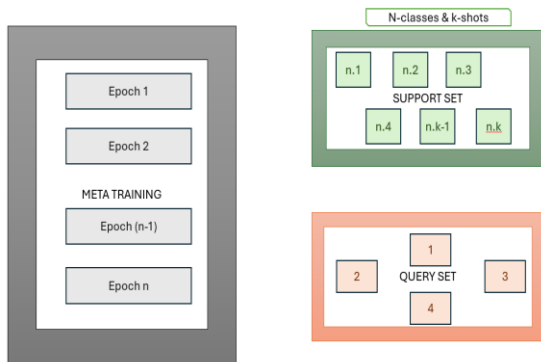 Epoch 1
Epoch 2
META TRAINING
Epoch (n-1)
Epoch n
N-classes & k-shots
n.1 n.2 n.3
SUPPORT SET
n.4 n.k-1 n.k
1
2 QUERY SET 3
4